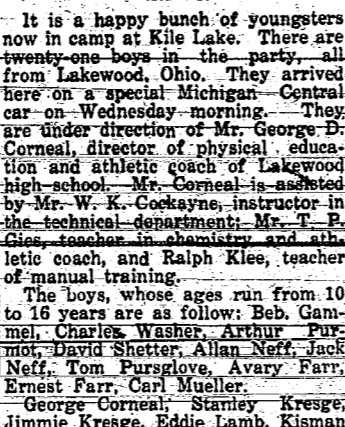 It is a happy bunch of youngsters
now in camp at Kile Lake. There are
twenty-one boys in the party, all
from Lakewood, Ohio. They arrived
here on a special Michigan Central
car on Wednesday morning. They
are under direction of Mr. George D.
Corneal, director of physical educa-
tion and athletic coach of Lakewood
high school. Mr. Corneal is assisted
by Mr. W. K. Cockayne, instructor in
the technical department; Mr. T. P.
Gies, teacher in chemistry and ath-
letic coach, and Ralph Klee, teacher
of manual training.
The boys, whose ages run from 10
to 16 years are as follow: Beb. Gam-
mel, Charles Washer, Arthur Pur-
mot, David Shetter, Allan Neff, Jack
Neff, Tom Pursglove, Avary Farr,
Ernest Farr, Carl Mueller.
George Corneal, Stanley Kresge,
Jimmie Kresge, Eddie Lamb, Kisman